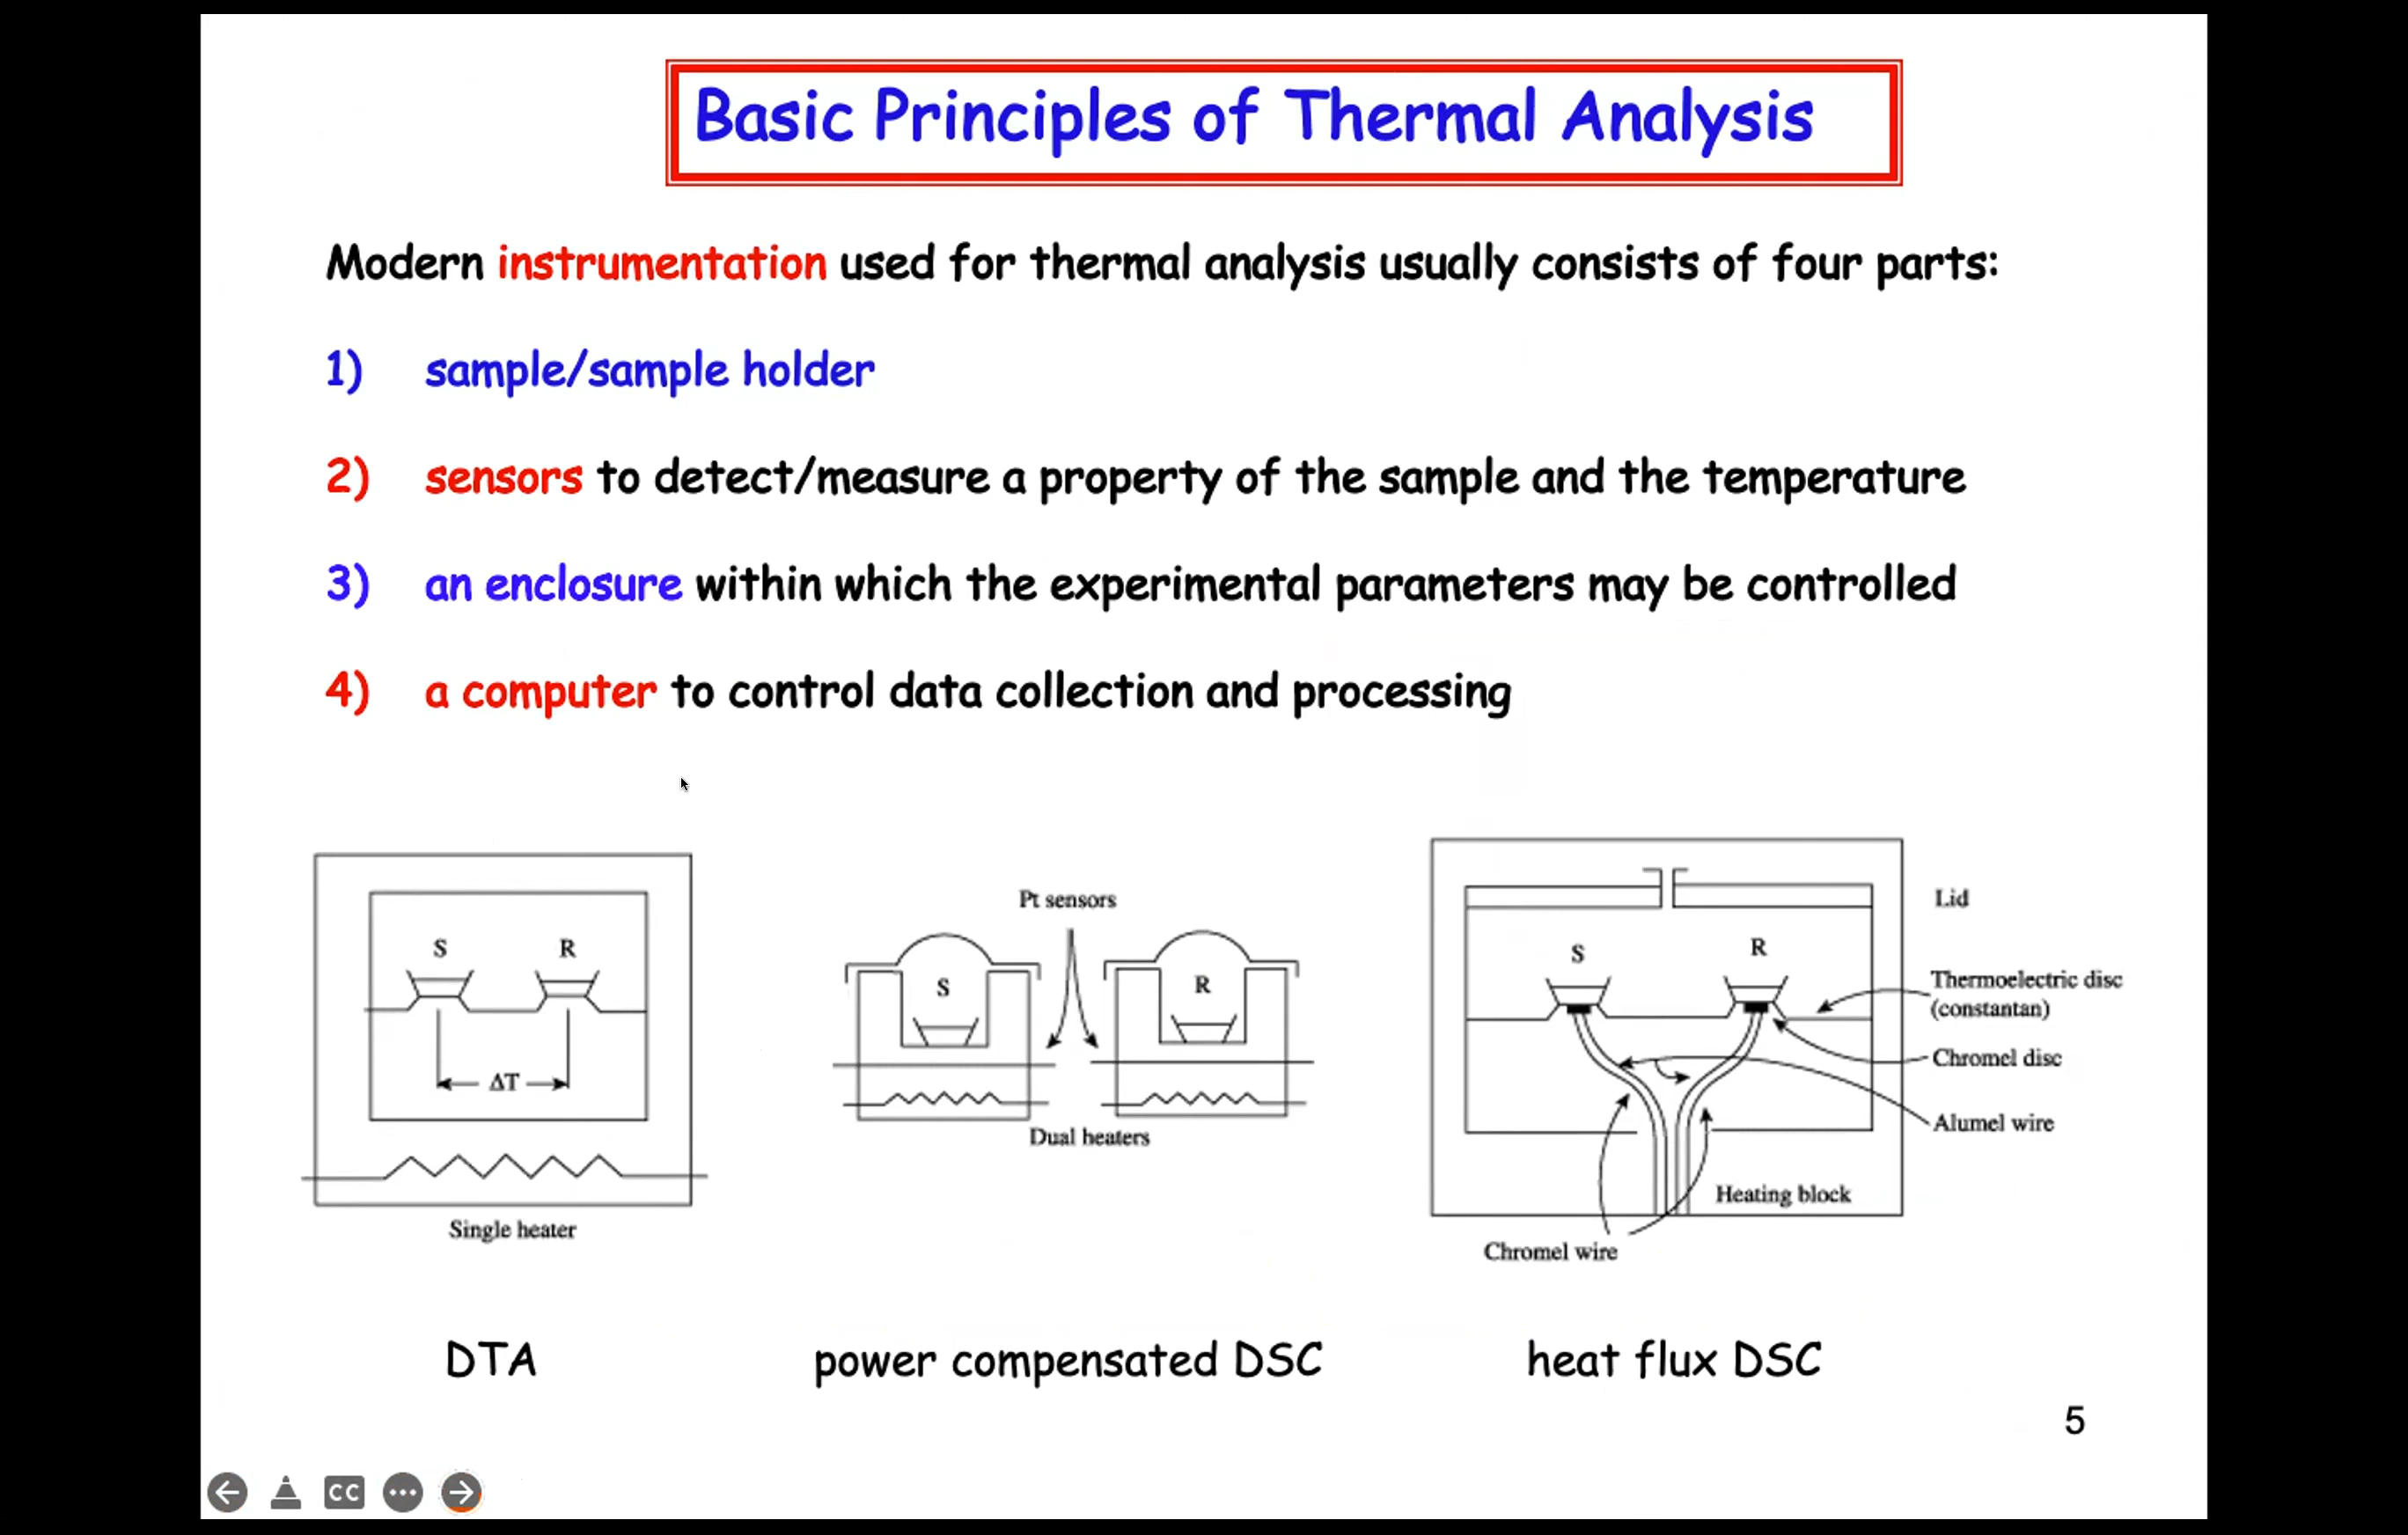 Basic Principles of Thermal Analysis
Modern instrumentation used for thermal analysis usually consists of four parts:
1) sample/sample holder
2) sensors to detect/measure a property of the sample and the temperature
3) an enclosure within which the experimental parameters may be controlled
4) a computer to control data collection and processing
S R
ΔT
Single heater
DTA
Pt sensors
S R
Dual heaters
power compensated DSC
Lid
S R
Thermoelectric disc
(constantan)
Chromel disc
Alumel wire
Heating block
Chromel wire
heat flux DSC
5
CC